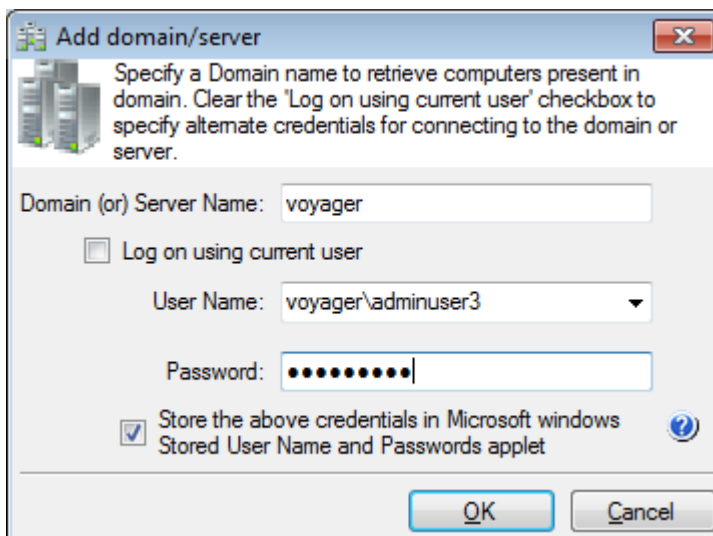 Add domain/server
Specify a Domain name to retrieve computers present in
domain. Clear the 'Log on using current user' checkbox to
specify alternate credentials for connecting to the domain or
server.
Domain (or) Server Name: voyager
Log on using current user
User Name: voyager\adminuser3
Password: ●●●●●●●●●
Store the above credentials in Microsoft windows
Stored User Name and Passwords applet
OK Cancel